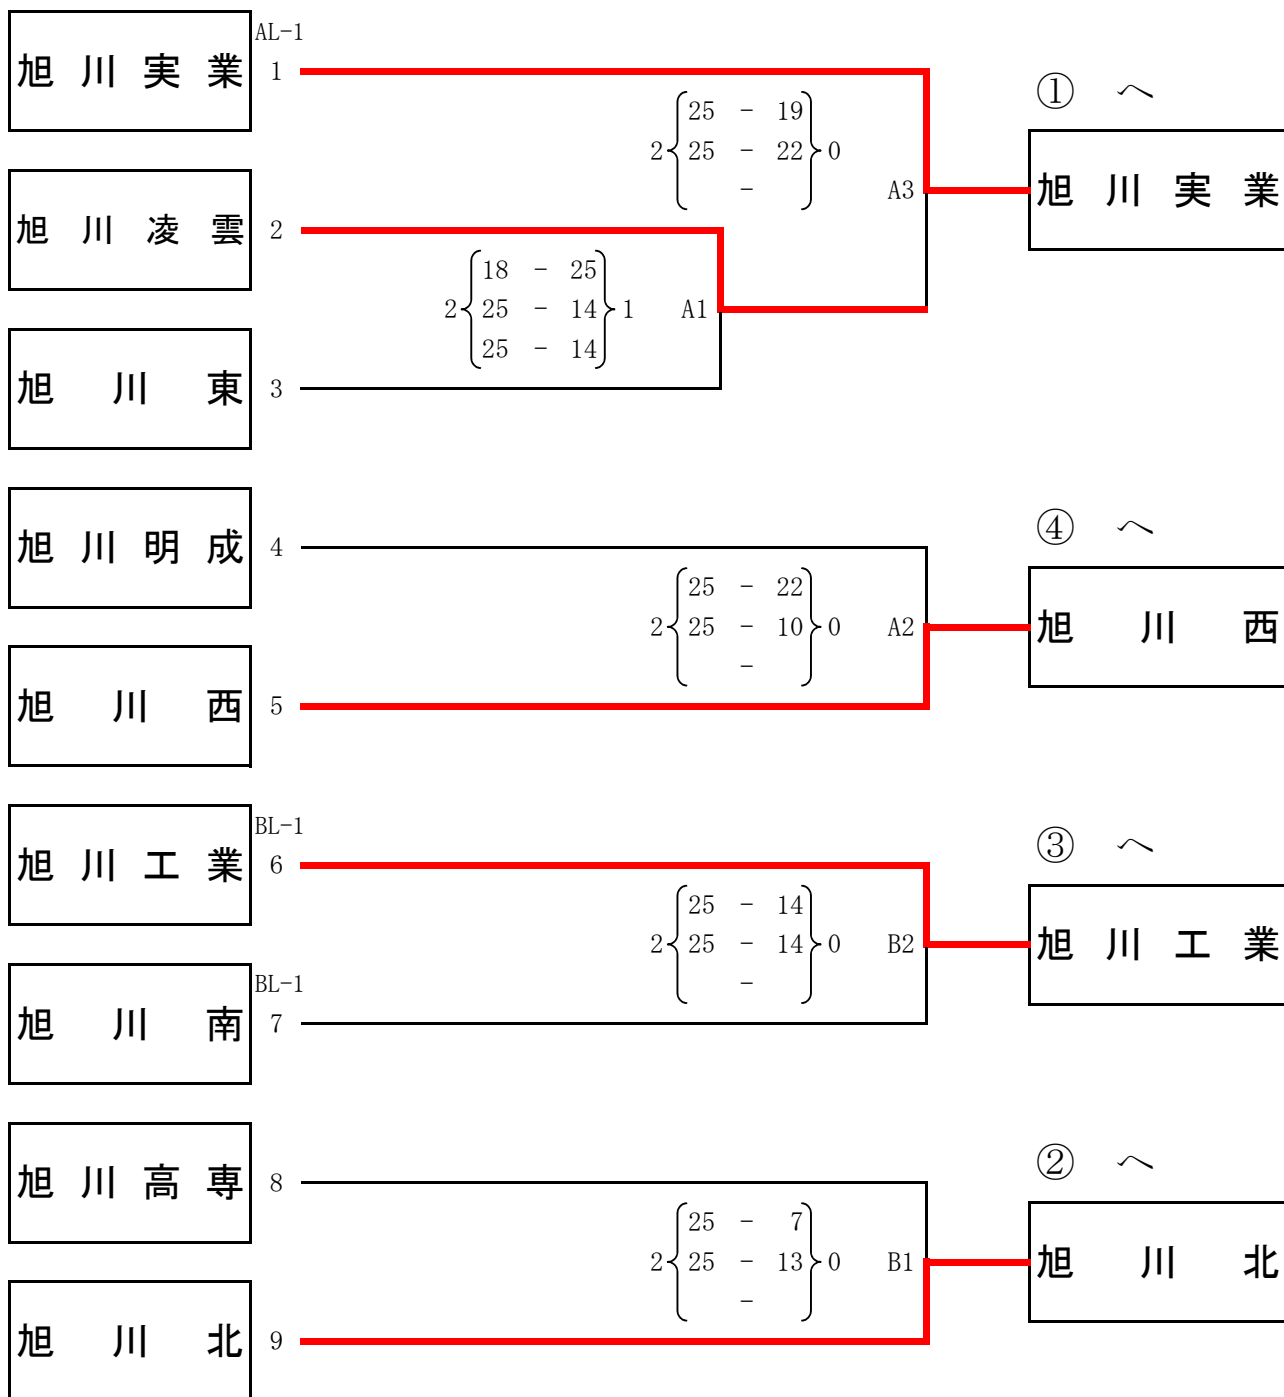 AL-1
旭川実業 1
① へ
25 - 19
2 25 - 22 0
-
A3
旭川実業
旭川凌雲 2
18 - 25
2 25 - 14 1 A1
25 - 14
旭川東 3
旭川明成 4
④ へ
25 - 22
2 25 - 10 0 A2
-
旭川西
旭川西 5
BL-1
旭川工業 6
③ へ
25 - 14
2 25 - 14 0 B2
-
旭川工業
BL-1
旭川南 7
旭川高専 8
② へ
25 - 7
2 25 - 13 0 B1
-
旭川北
旭川北 9